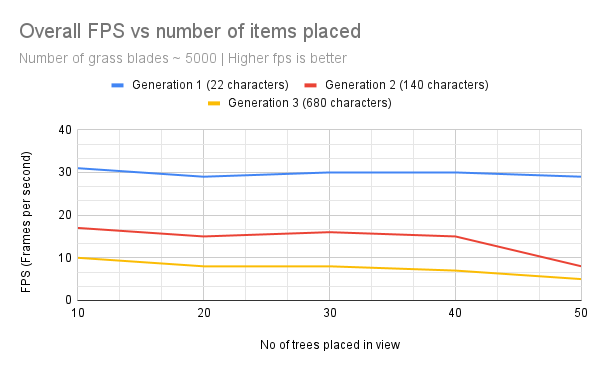 Overall FPS vs number of items placed
Number of grass blades ~ 5000 | Higher fps is better
Generation 1 (22 characters) Generation 2 (140 characters)
Generation 3 (680 characters)
FPS (Frames per second)
40
30
20
10
0
10 20 30 40 50
No of trees placed in view